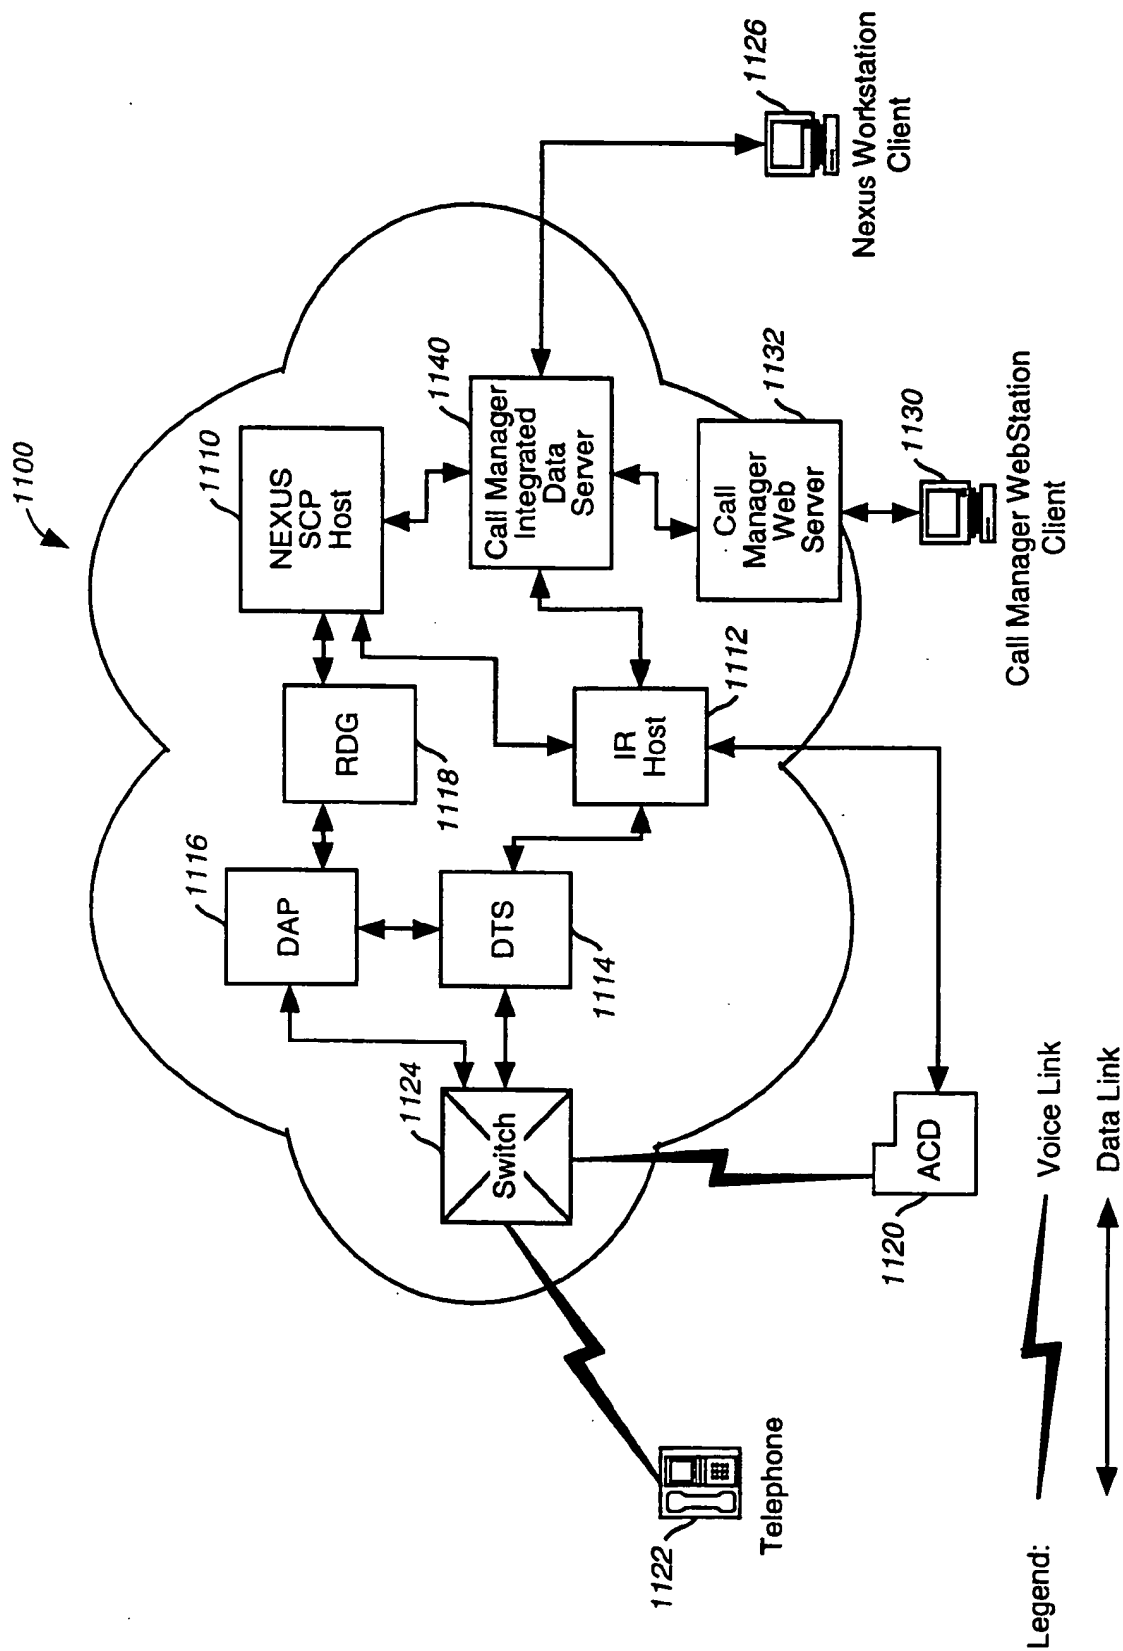 1100
1110
NEXUS
SCP
Host
1140
Call Manager
Integrated
Data
Server
1126
Nexus Workstation
Client
1132
Call
Manager
Web
Server
1130
Call Manager WebStation
Client
1112
IR
Host
RDG
1118
1116
DAP
DTS
1114
1124
Switch
ACD
1120
1122
Telephone
Legend:
Voice Link
Data Link